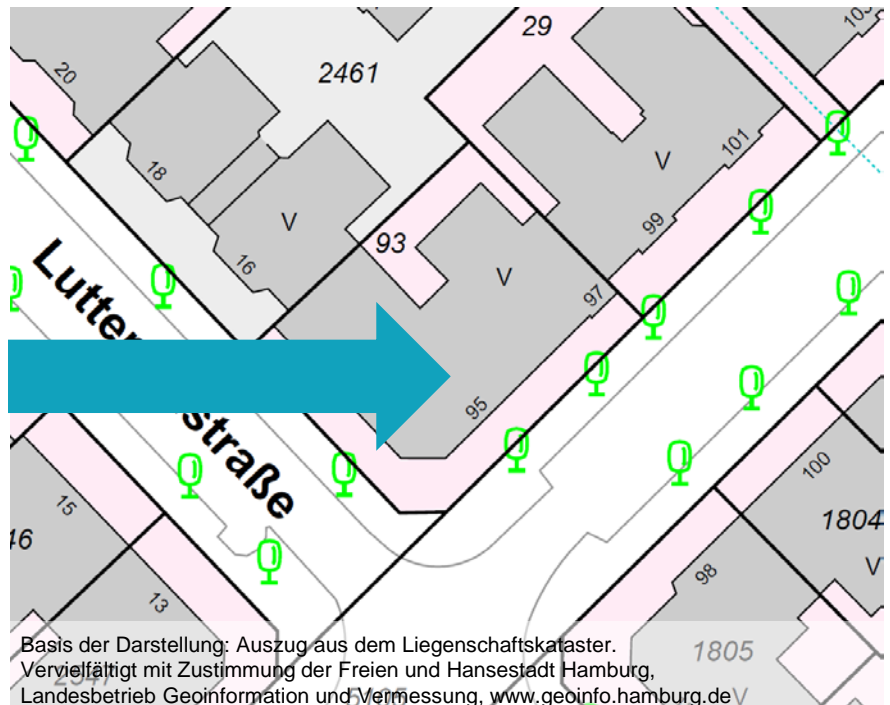 29
103
2461
20
101
V
18
V
99
93
16
V
97
Lutter
straße
95
100
15
1804
46
V
98
13
1805
Basis der Darstellung: Auszug aus dem Liegenschaftskataster.
Vervielfältigt mit Zustimmung der Freien und Hansestadt Hamburg,
Landesbetrieb Geoinformation und Vermessung, www.geoinfo.hamburg.de
V